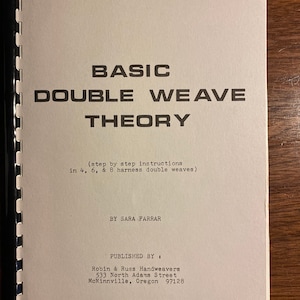 BASIC
DOUBLE WEAVE
THEORY
(step by step instructions
in 4, 6, & 8 harness double weaves)
BY SARA FARRAR
PUBLISHED BY :
Robin & Russ Handweavers
533 North Adams Street
McMinnville, Oregon 97128